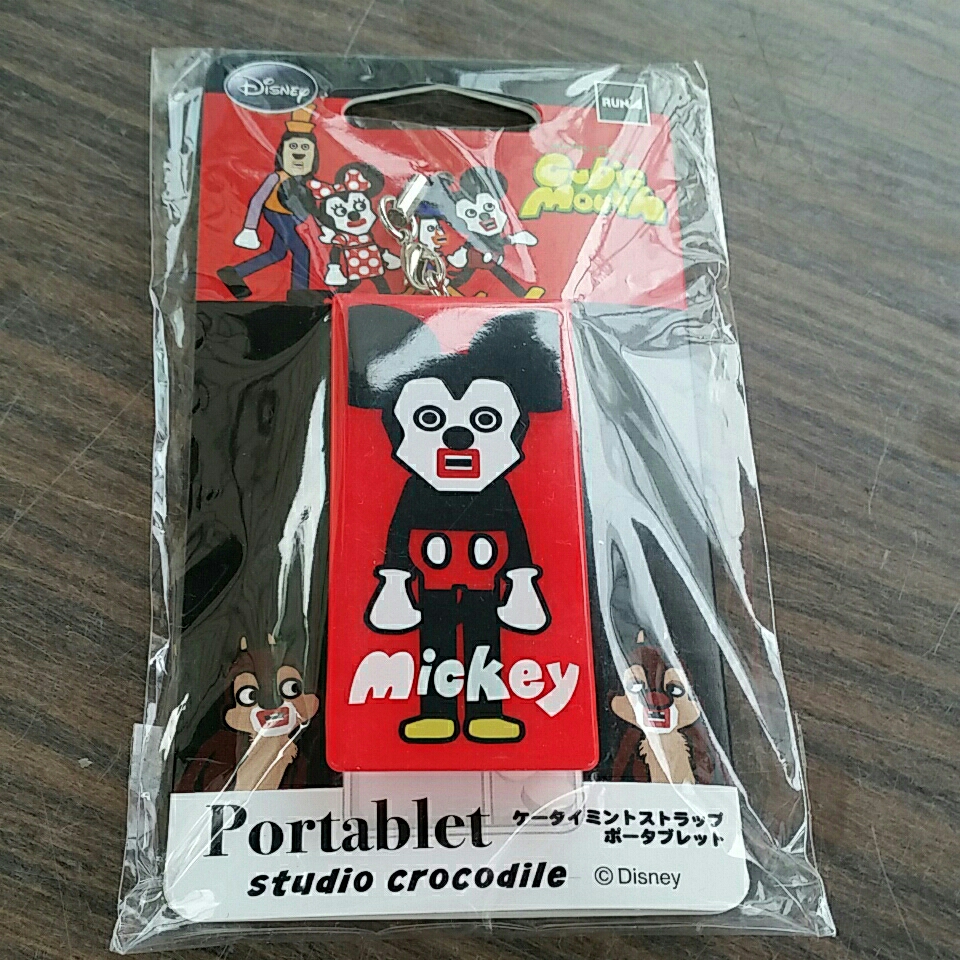 Disney
RUN
CuBic
MouTh
Mickey
Portablet
ケータイミントストラップ
ポータブレット
studio crocodile
© Disney